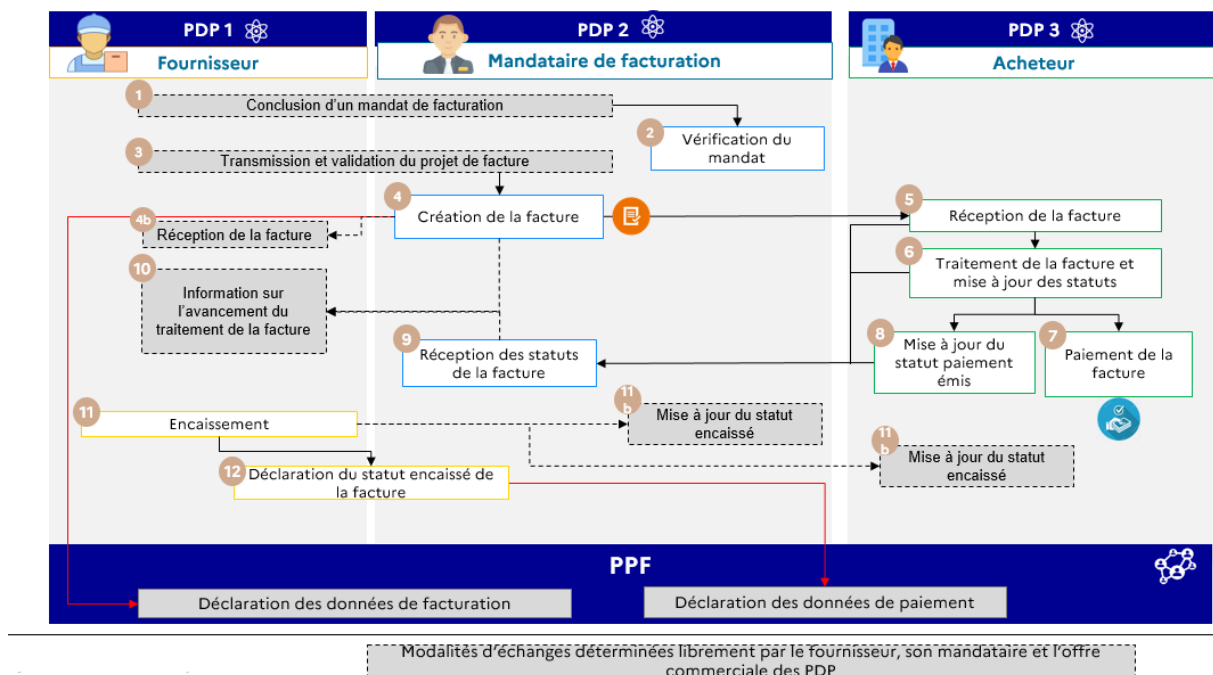 PDP 1
PDP 2
PDP 3
Fournisseur
Mandataire de facturation
Acheteur
1
Conclusion d'un mandat de facturation
2
Vérification du
mandat
3
Transmission et validation du projet de facture
4
Création de la facture
4b
Réception de la facture
5
Réception de la facture
6
Traitement de la facture et
mise à jour des statuts
10
Information sur
l'avancement du
traitement de la facture
9
Réception des statuts
de la facture
8
Mise à jour du
statut paiement
émis
7
Paiement de la
facture
11
Encaissement
11
b
Mise à jour du statut
encaissé
11
b
Mise à jour du statut
encaissé
12
Déclaration du statut encaissé de
la facture
PPF
Déclaration des données de facturation
Déclaration des données de paiement
Modalités d'échanges déterminées librement par le fournisseur, son mandataire et l'offre
commerciale des PDP